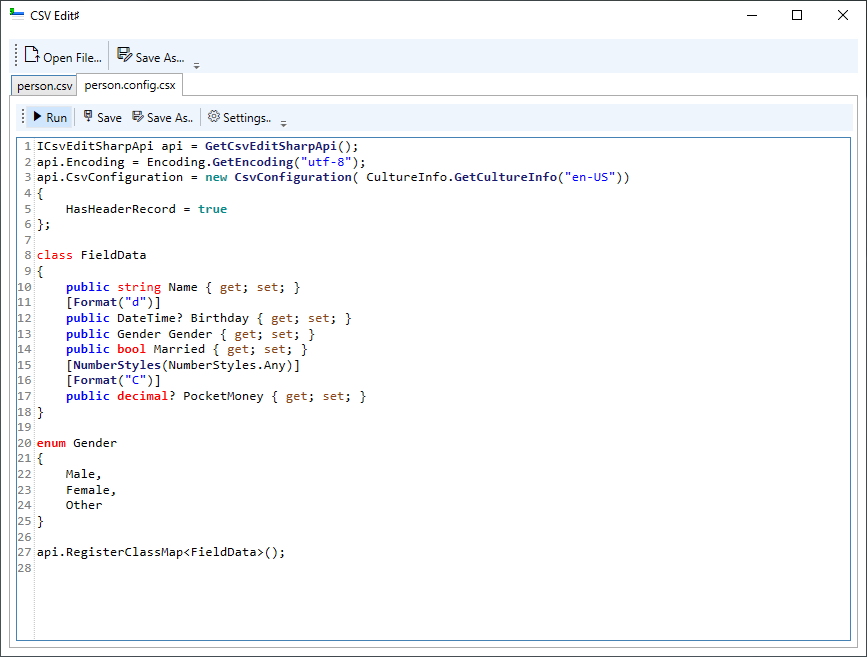 CSV Edit♯
Open File... Save As...
person.csv person.config.csx
Run Save Save As.. Settings..
1 ICsvEditSharpApi api = GetCsvEditSharpApi();
2 api.Encoding = Encoding.GetEncoding("utf-8");
3 api.CsvConfiguration = new CsvConfiguration( CultureInfo.GetCultureInfo("en-US"))
4 {
5     HasHeaderRecord = true
6 };
7
8 class FieldData
9 {
10     public string Name { get; set; }
11     [Format("d")]
12     public DateTime? Birthday { get; set; }
13     public Gender Gender { get; set; }
14     public bool Married { get; set; }
15     [NumberStyles(NumberStyles.Any)]
16     [Format("C")]
17     public decimal? PocketMoney { get; set; }
18 }
19
20 enum Gender
21 {
22     Male,
23     Female,
24     Other
25 }
26
27 api.RegisterClassMap<FieldData>();
28